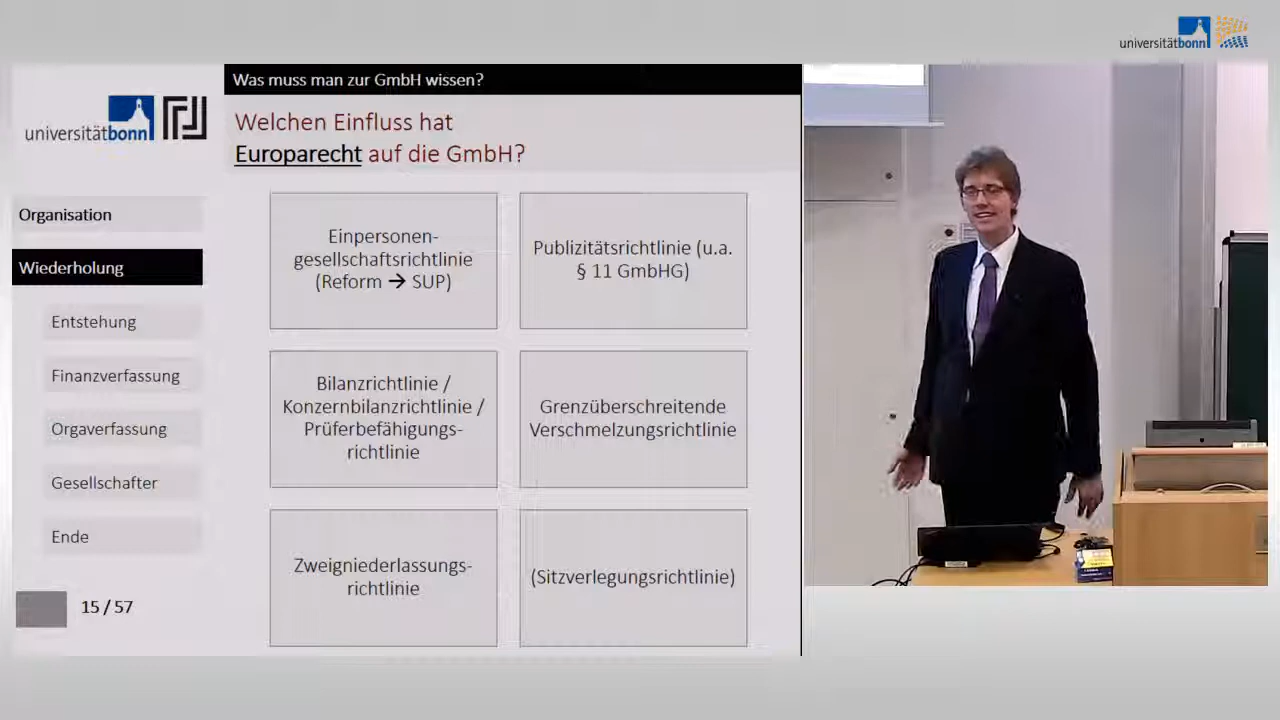 universitätbonn
Was muss man zur GmbH wissen?
universitätbonn
Welchen Einfluss hat
Europarecht auf die GmbH?
Organisation
Wiederholung
Entstehung
Finanzverfassung
Orgaverfassung
Gesellschafter
Ende
15 / 57
Einpersonen-
gesellschaftsrichtlinie
(Reform → SUP)
Publizitätsrichtlinie (u.a.
§ 11 GmbHG)
Bilanzrichtlinie /
Konzernbilanzrichtlinie /
Prüferbefähigungs-
richtlinie
Grenzüberschreitende
Verschmelzungsrichtlinie
Zweigniederlassungs-
richtlinie
(Sitzverlegungsrichtlinie)